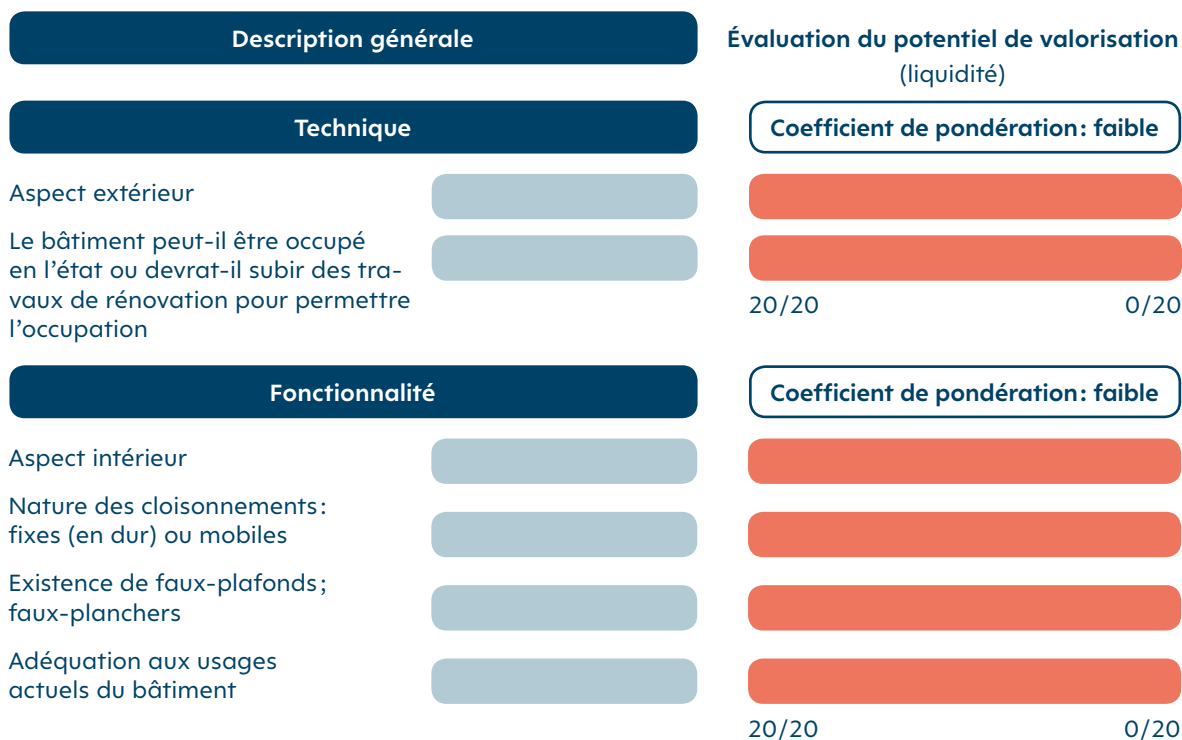 Description générale
Évaluation du potentiel de valorisation
(liquidité)
Technique
Coefficient de pondération : faible
Aspect extérieur
Le bâtiment peut-il être occupé
en l’état ou devrat-il subir des tra-
vaux de rénovation pour permettre
l’occupation
20/20
0/20
Fonctionnalité
Coefficient de pondération : faible
Aspect intérieur
Nature des cloisonnements :
fixes (en dur) ou mobiles
Existence de faux-plafonds ;
faux-planchers
Adéquation aux usages
actuels du bâtiment
20/20
0/20